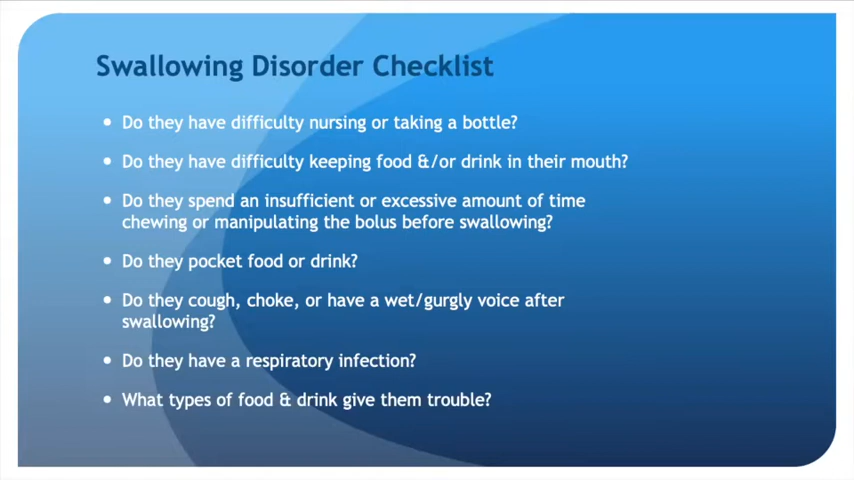 Swallowing Disorder Checklist
• Do they have difficulty nursing or taking a bottle?
• Do they have difficulty keeping food &/or drink in their mouth?
• Do they spend an insufficient or excessive amount of time
chewing or manipulating the bolus before swallowing?
• Do they pocket food or drink?
• Do they cough, choke, or have a wet/gurgly voice after
swallowing?
• Do they have a respiratory infection?
• What types of food & drink give them trouble?